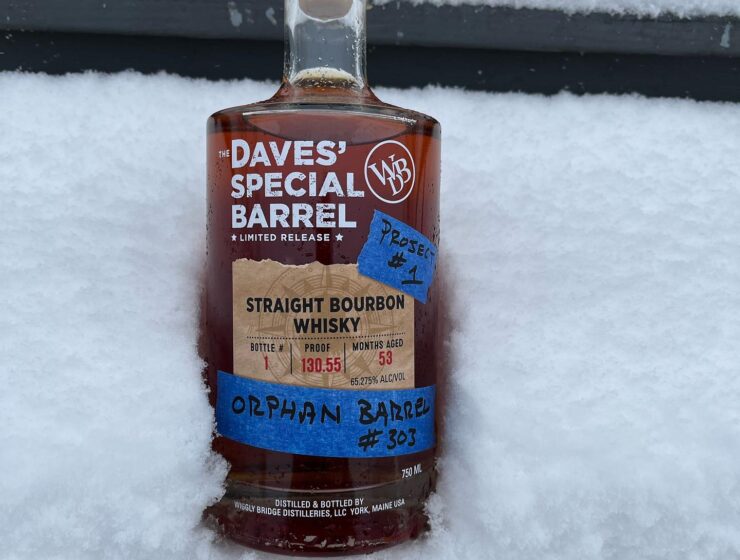 THE DAVES'
SPECIAL
BARREL
★ LIMITED RELEASE ★
WDB
PROJECT
#1
STRAIGHT BOURBON
WHISKY
BOTTLE # PROOF MONTHS AGED
1 130.55 53
65.275% ALC/VOL
ORPHAN BARREL
#303
750 ML
DISTILLED & BOTTLED BY
WIGGLY BRIDGE DISTILLERIES, LLC YORK, MAINE USA